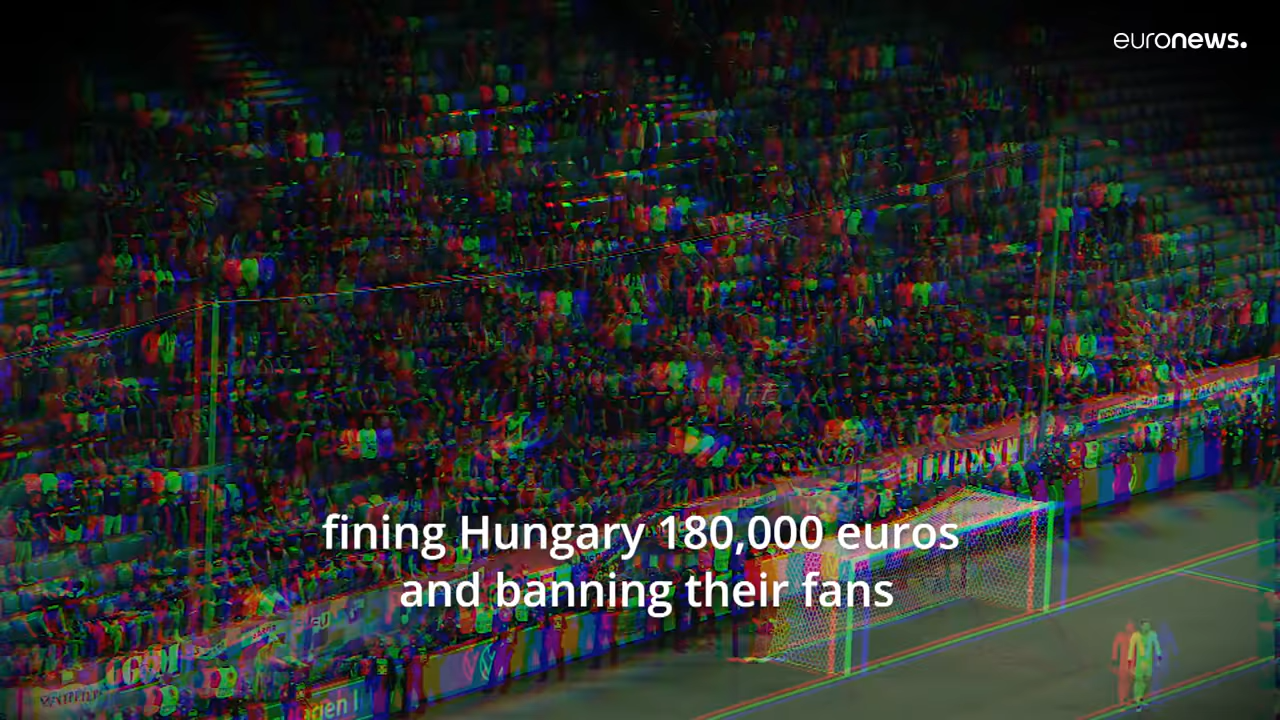 euronews.
fining Hungary 180,000 euros
and banning their fans